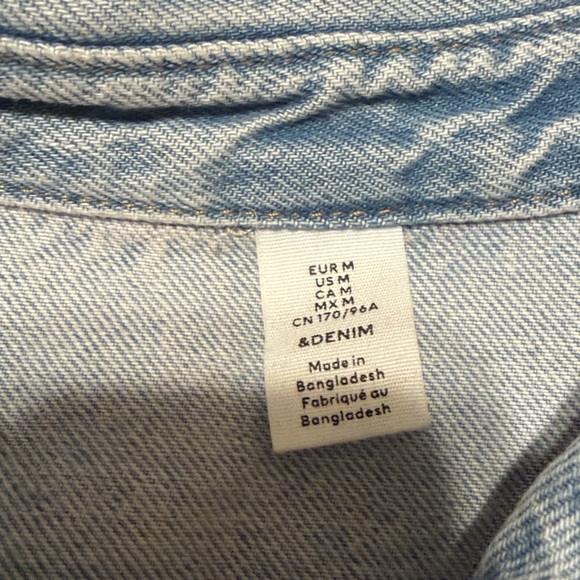 EUR M
US M
CA M
MX M
CN 170/96A
&DENIM
Made in
Bangladesh
Fabriqué au
Bangladesh